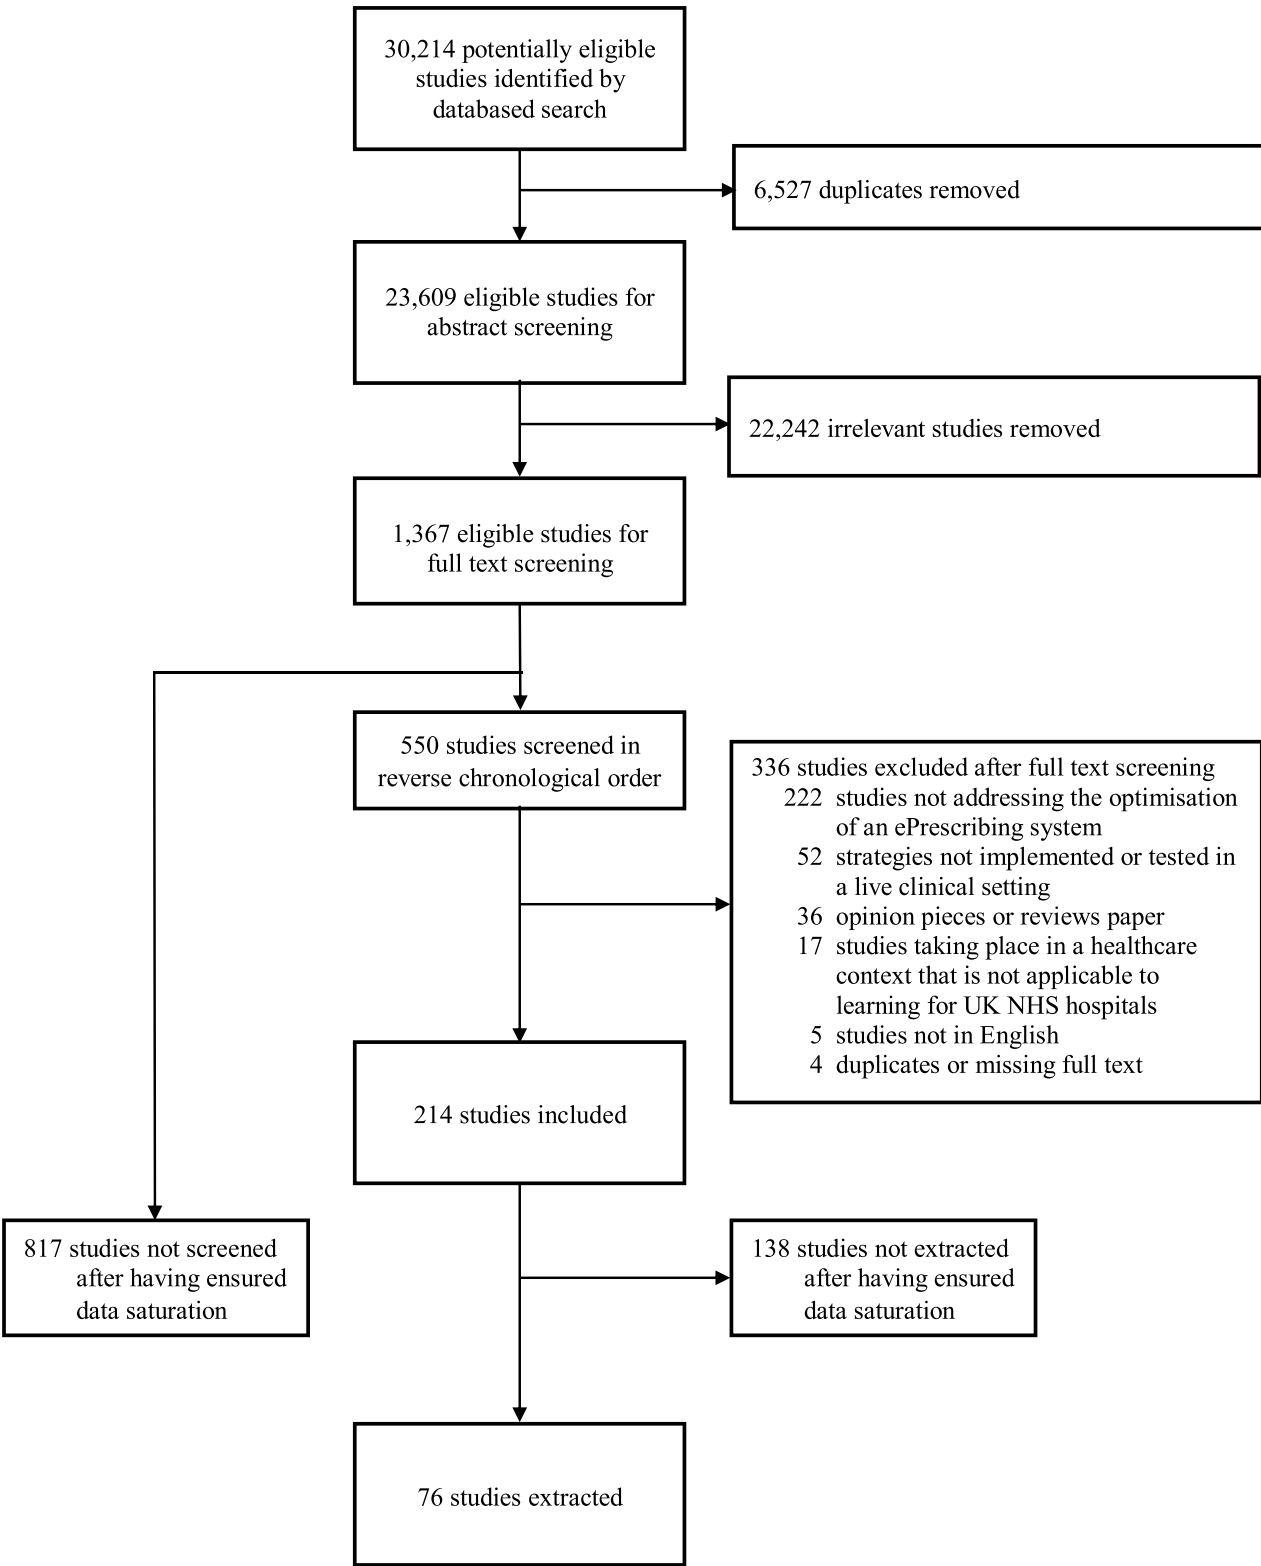 30,214 potentially eligible
studies identified by
databased search
6,527 duplicates removed
23,609 eligible studies for
abstract screening
22,242 irrelevant studies removed
1,367 eligible studies for
full text screening
550 studies screened in
reverse chronological order
336 studies excluded after full text screening
222 studies not addressing the optimisation
of an ePrescribing system
52 strategies not implemented or tested in
a live clinical setting
36 opinion pieces or reviews paper
17 studies taking place in a healthcare
context that is not applicable to
learning for UK NHS hospitals
5 studies not in English
4 duplicates or missing full text
214 studies included
817 studies not screened
after having ensured
data saturation
138 studies not extracted
after having ensured
data saturation
76 studies extracted